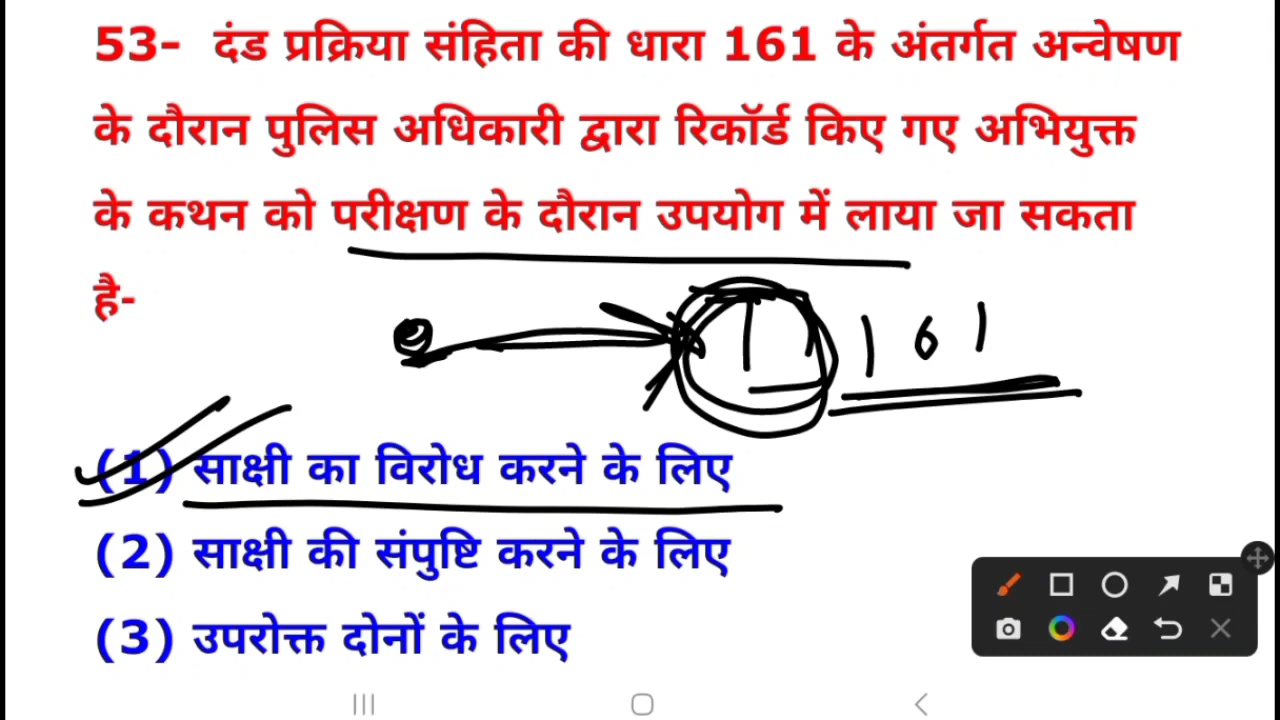 53- दंड प्रक्रिया संहिता की धारा 161 के अंतर्गत अन्वेषण
के दौरान पुलिस अधिकारी द्वारा रिकॉर्ड किए गए अभियुक्त
के कथन को परीक्षण के दौरान उपयोग में लाया जा सकता
है-
161
(1) साक्षी का विरोध करने के लिए
(2) साक्षी की संपुष्टि करने के लिए
(3) उपरोक्त दोनों के लिए